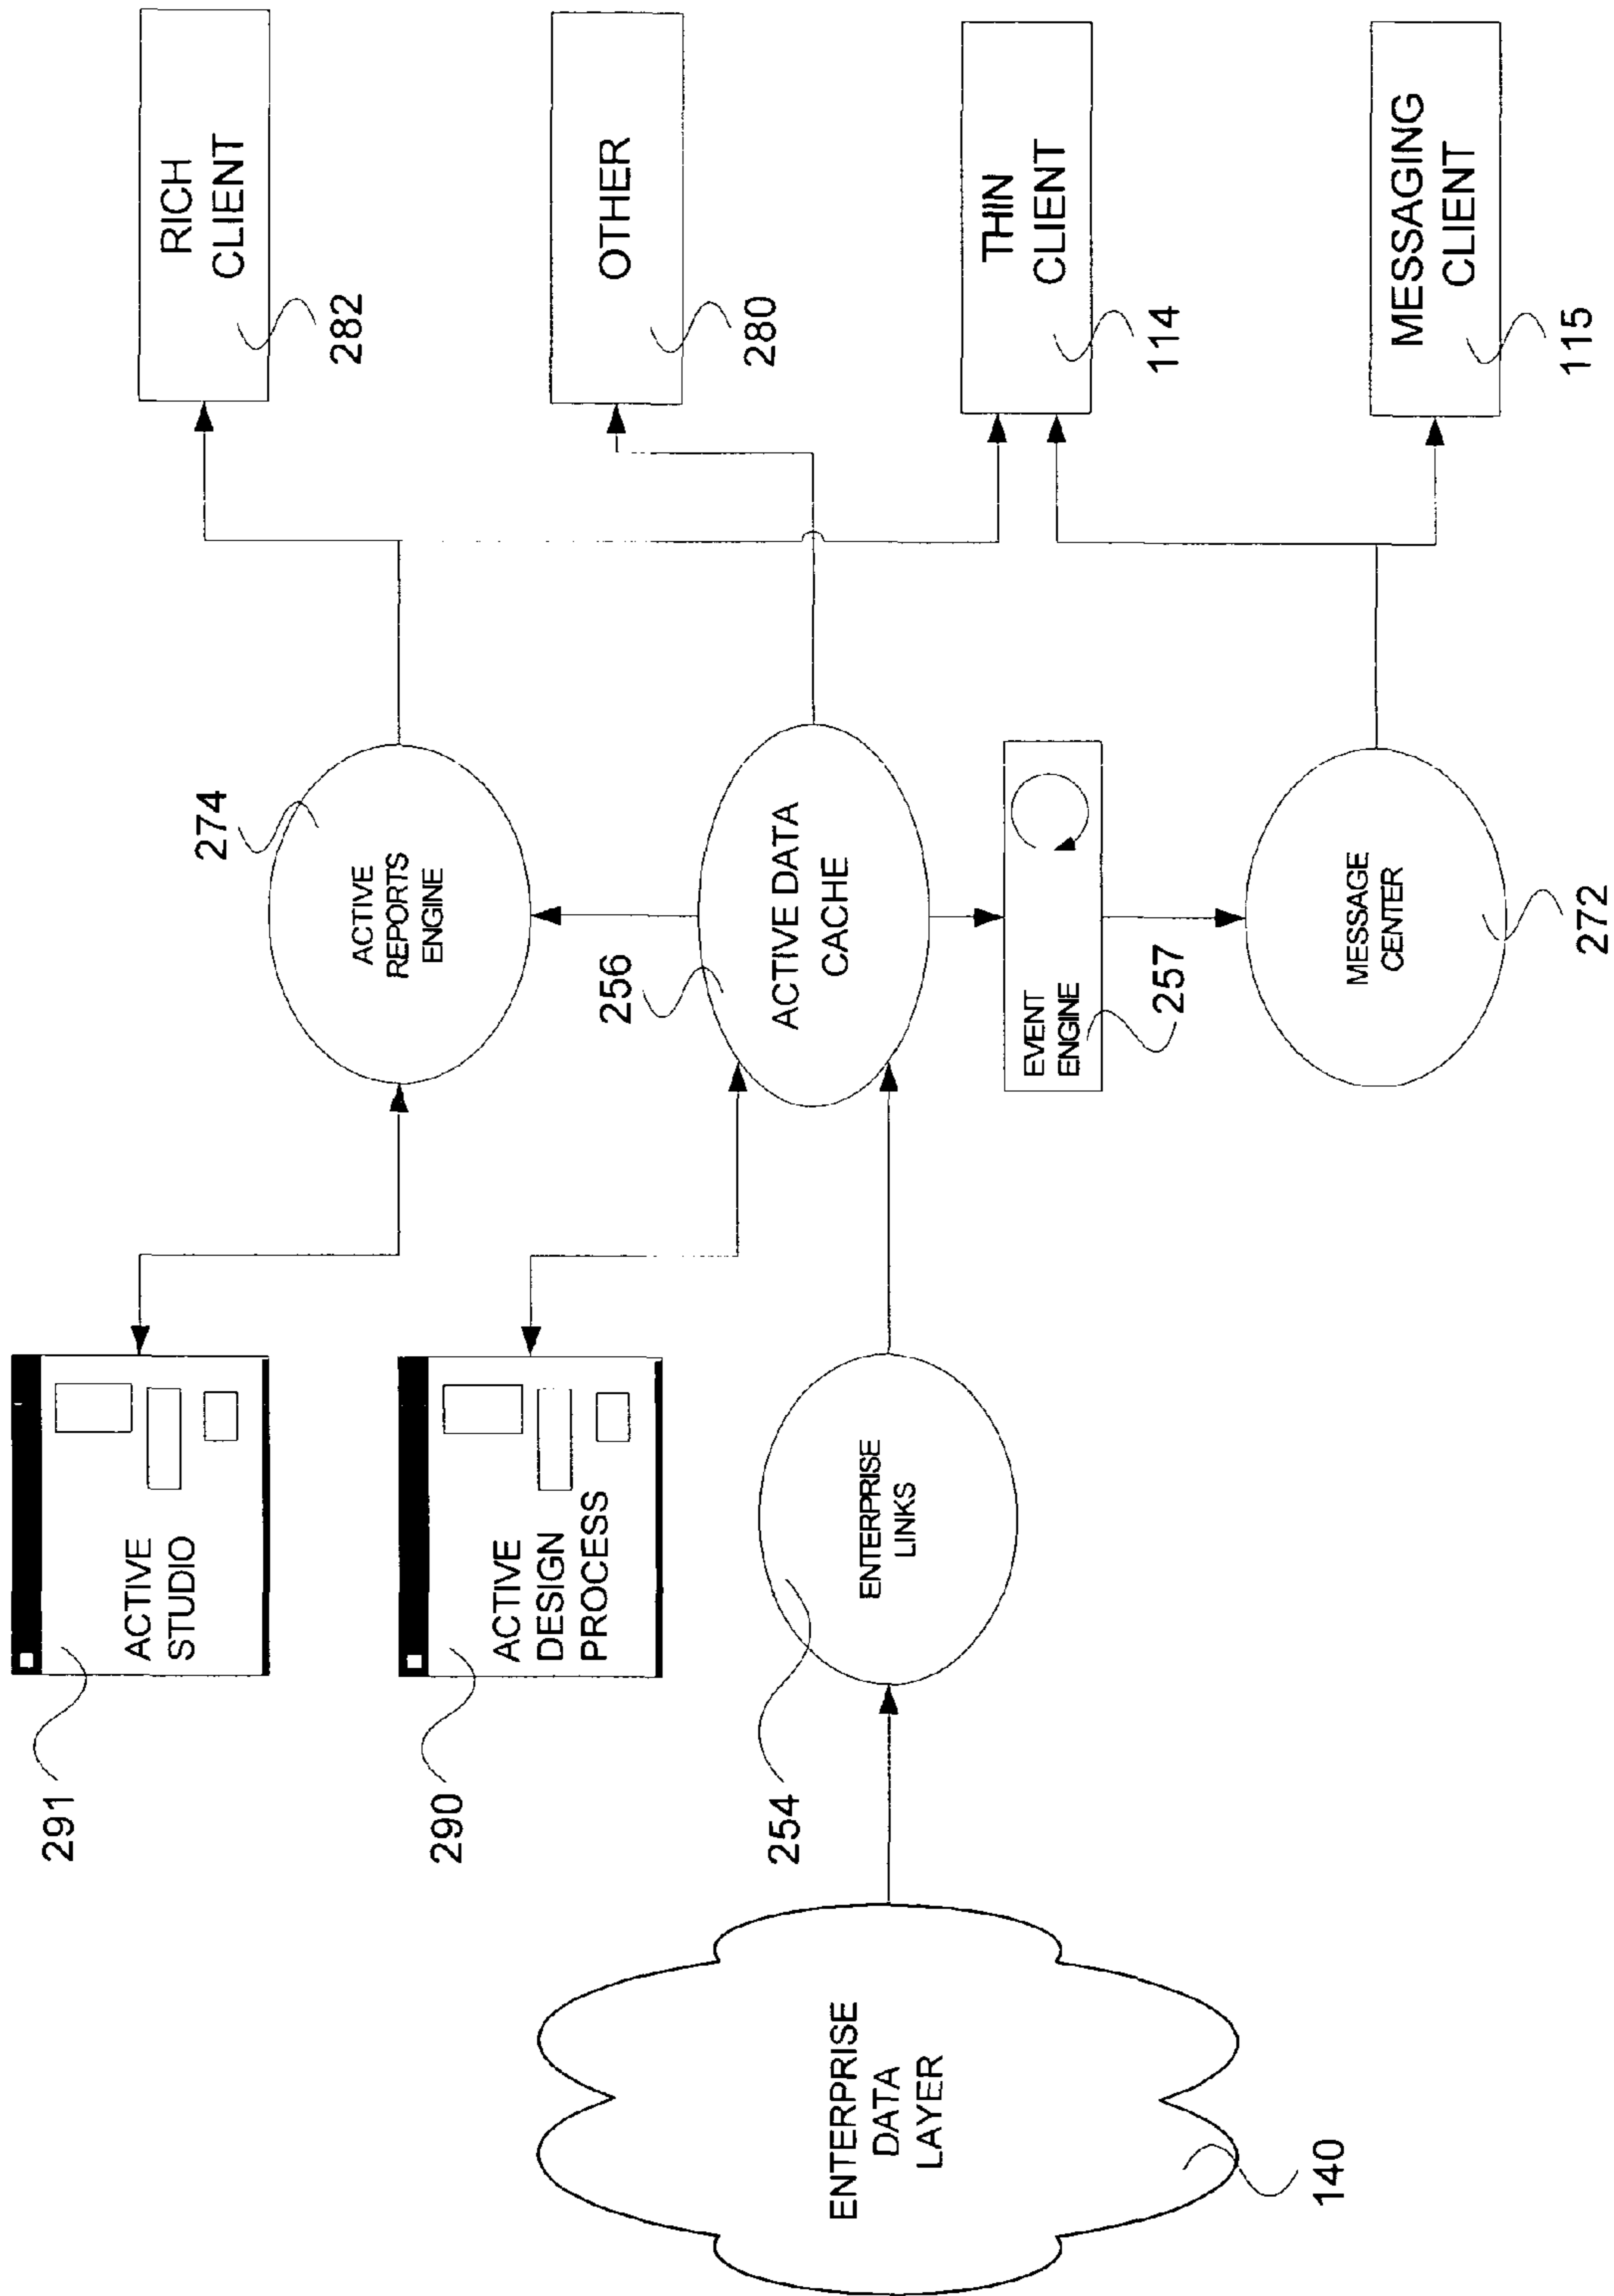 291
ACTIVE
STUDIO
274
ACTIVE
REPORTS
ENGINE
RICH
CLIENT
282
290
ACTIVE
DESIGN
PROCESS
256
ACTIVE DATA
CACHE
OTHER
280
ENTERPRISE
DATA
LAYER
140
254
ENTERPRISE
LINKS
EVENT
ENGINE
257
THIN
CLIENT
114
MESSAGE
CENTER
272
MESSAGING
CLIENT
115